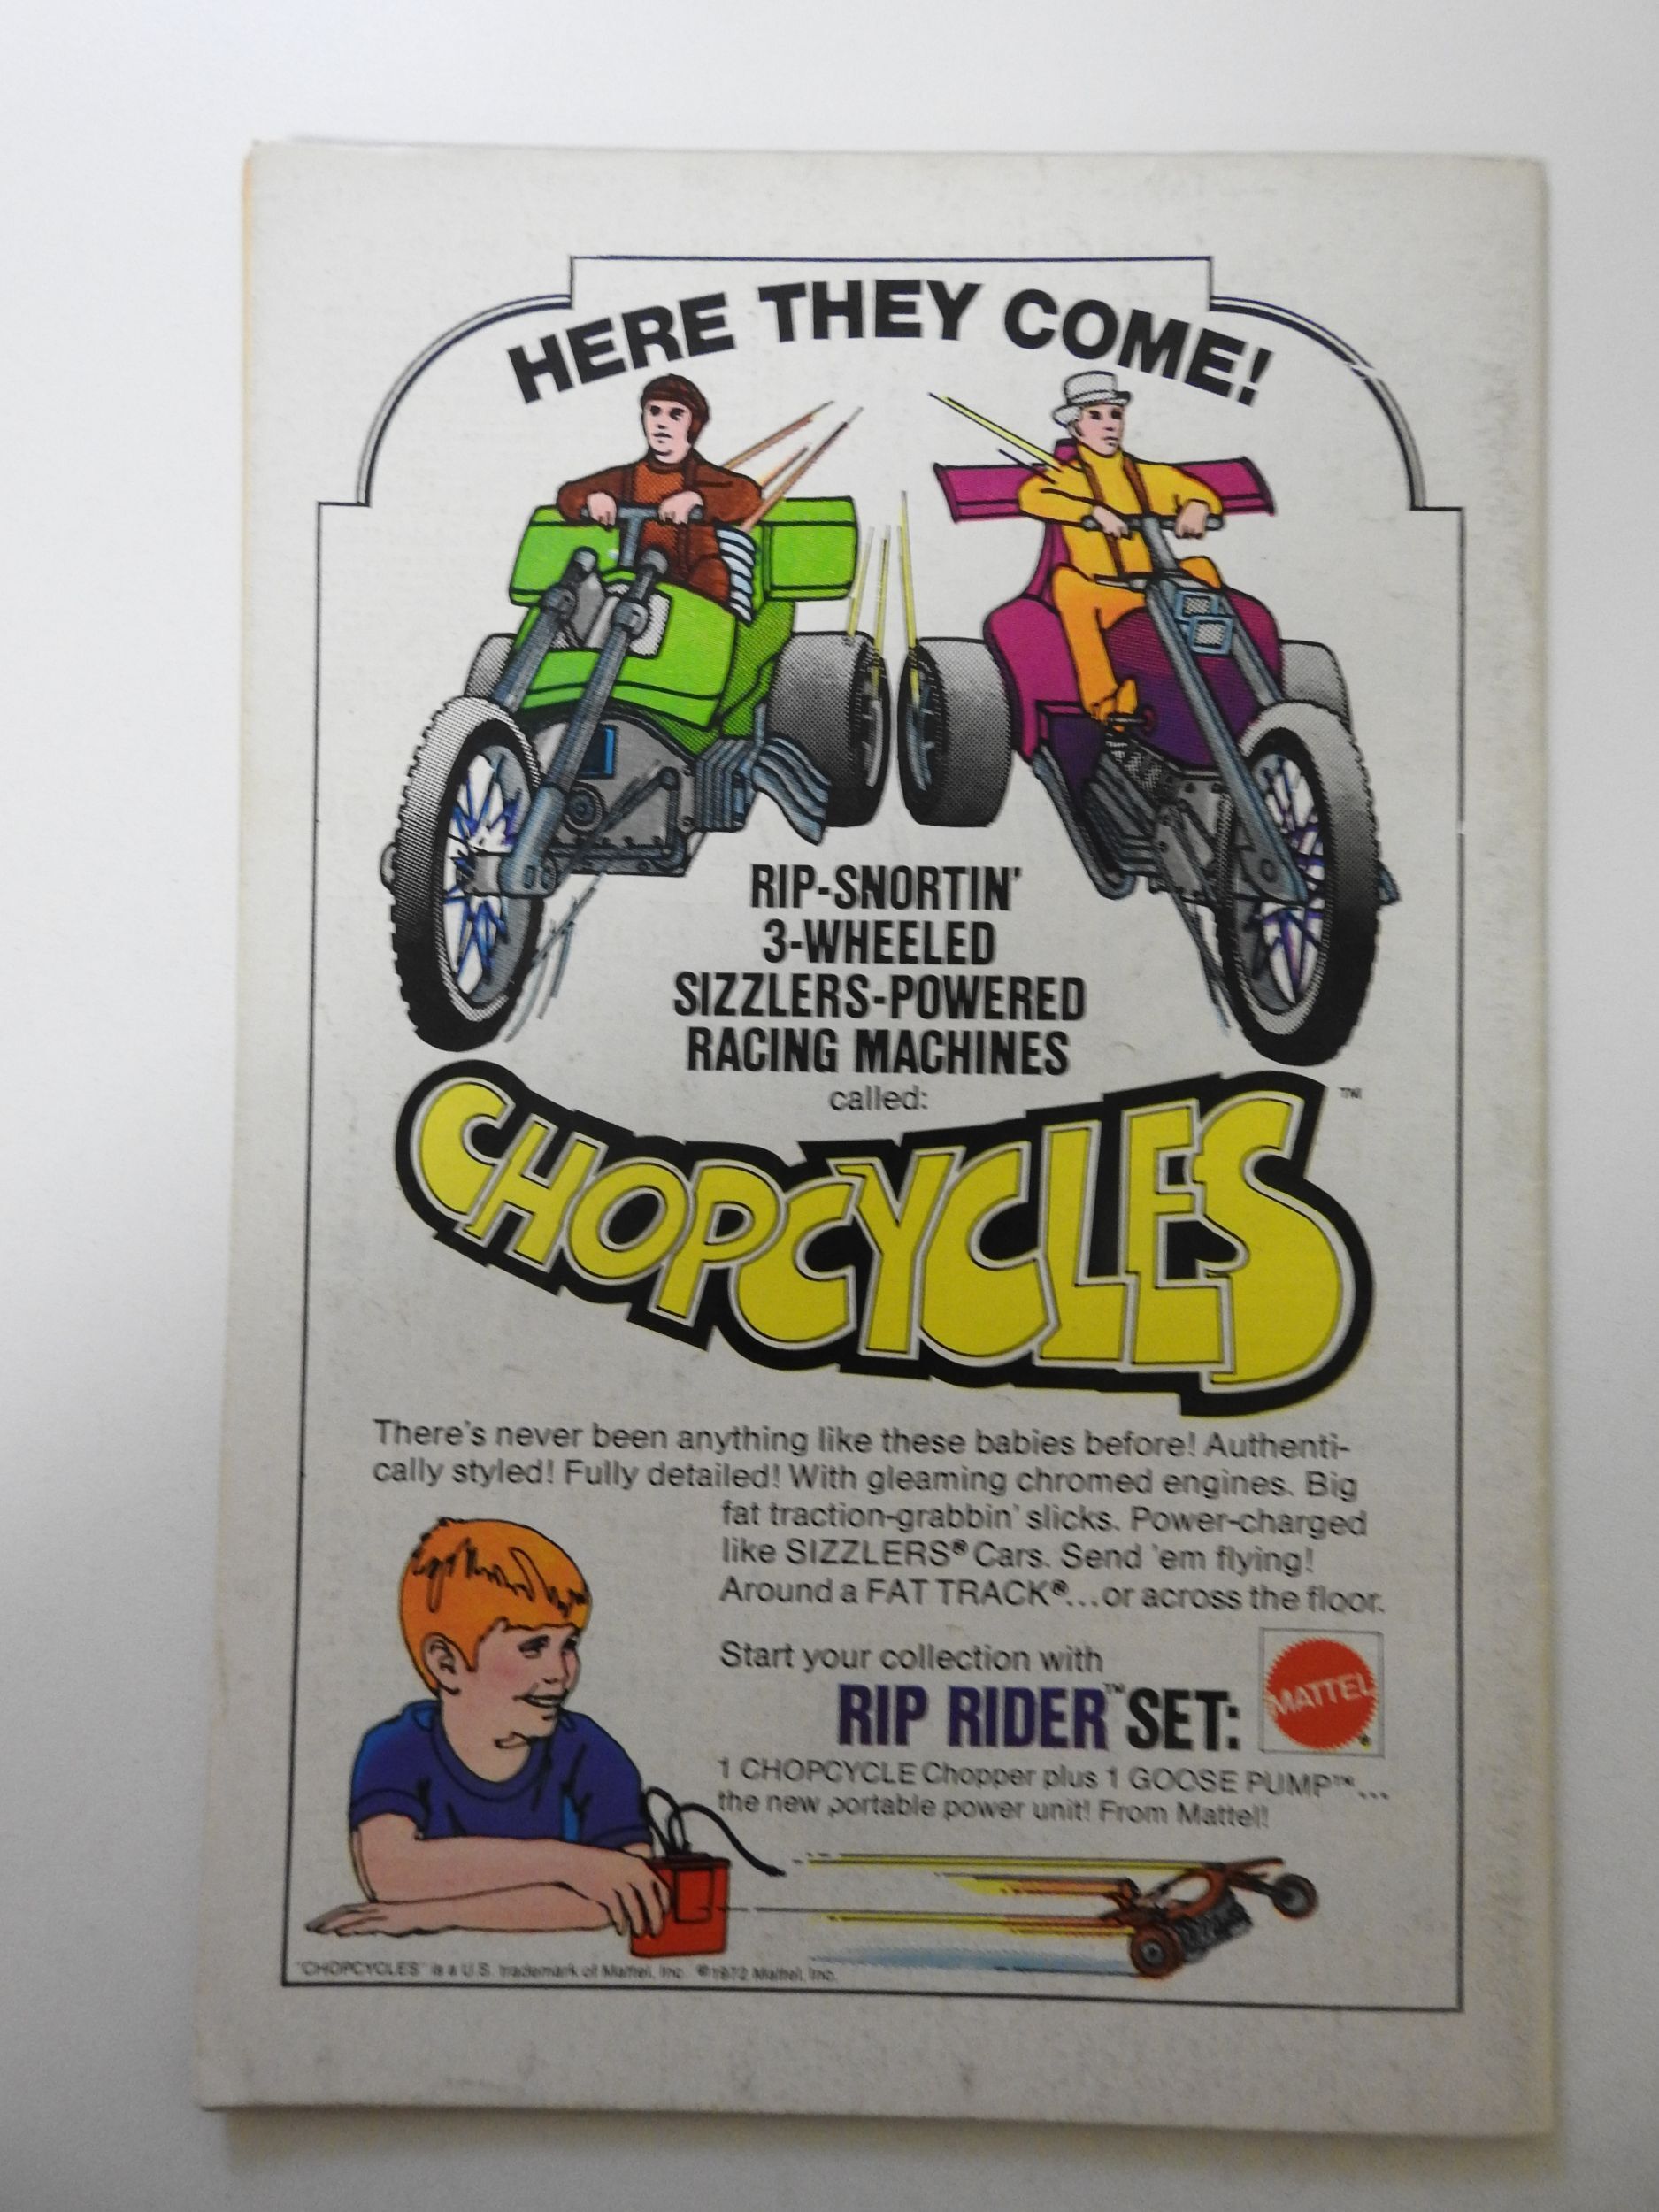 HERE THEY COME!
RIP-SNORTIN'
3-WHEELED
SIZZLERS-POWERED
RACING MACHINES
called:
CHOPCYCLES™
There's never been anything like these babies before! Authenti-
cally styled! Fully detailed! With gleaming chromed engines. Big
fat traction-grabbin' slicks. Power-charged
like SIZZLERS® Cars. Send 'em flying!
Around a FAT TRACK®...or across the floor.
Start your collection with
RIP RIDER™ SET:
MATTEL®
1 CHOPCYCLE Chopper plus 1 GOOSE PUMP™...
the new portable power unit! From Mattel!
"CHOPCYCLES" is a U.S. trademark of Mattel, Inc. ©1972 Mattel, Inc.